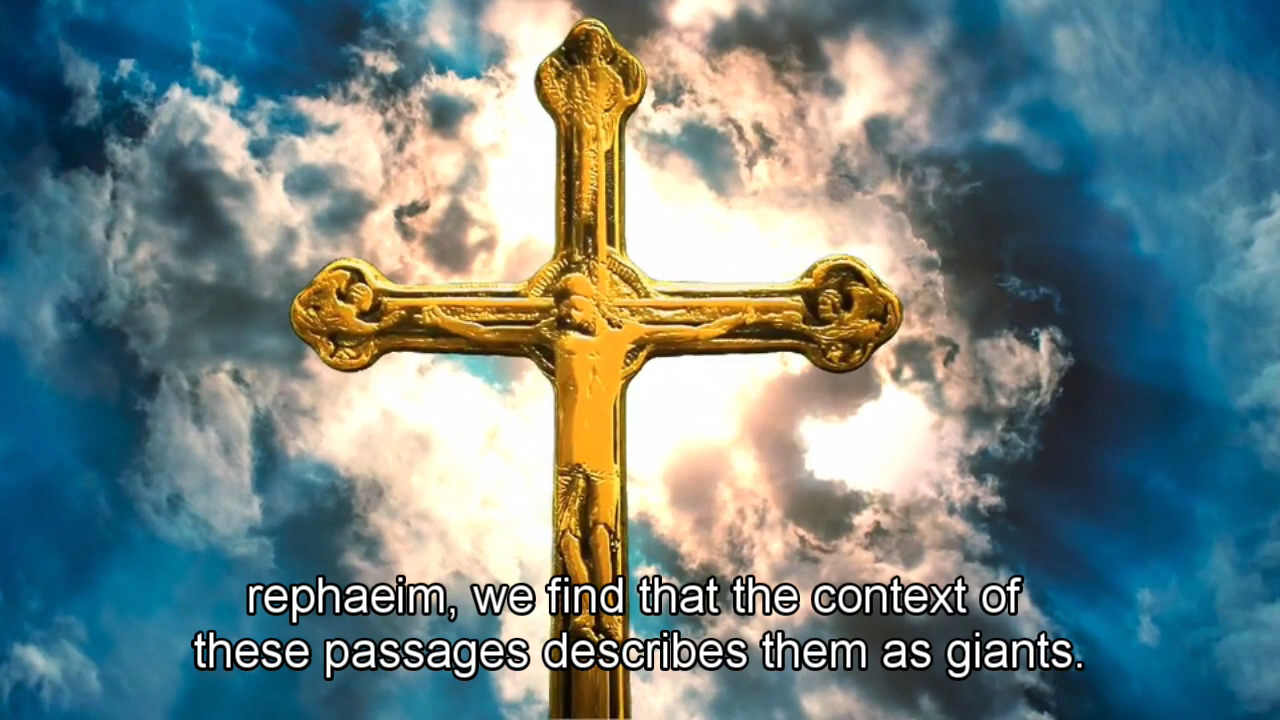 rephaeim, we find that the context of
these passages describes them as giants.